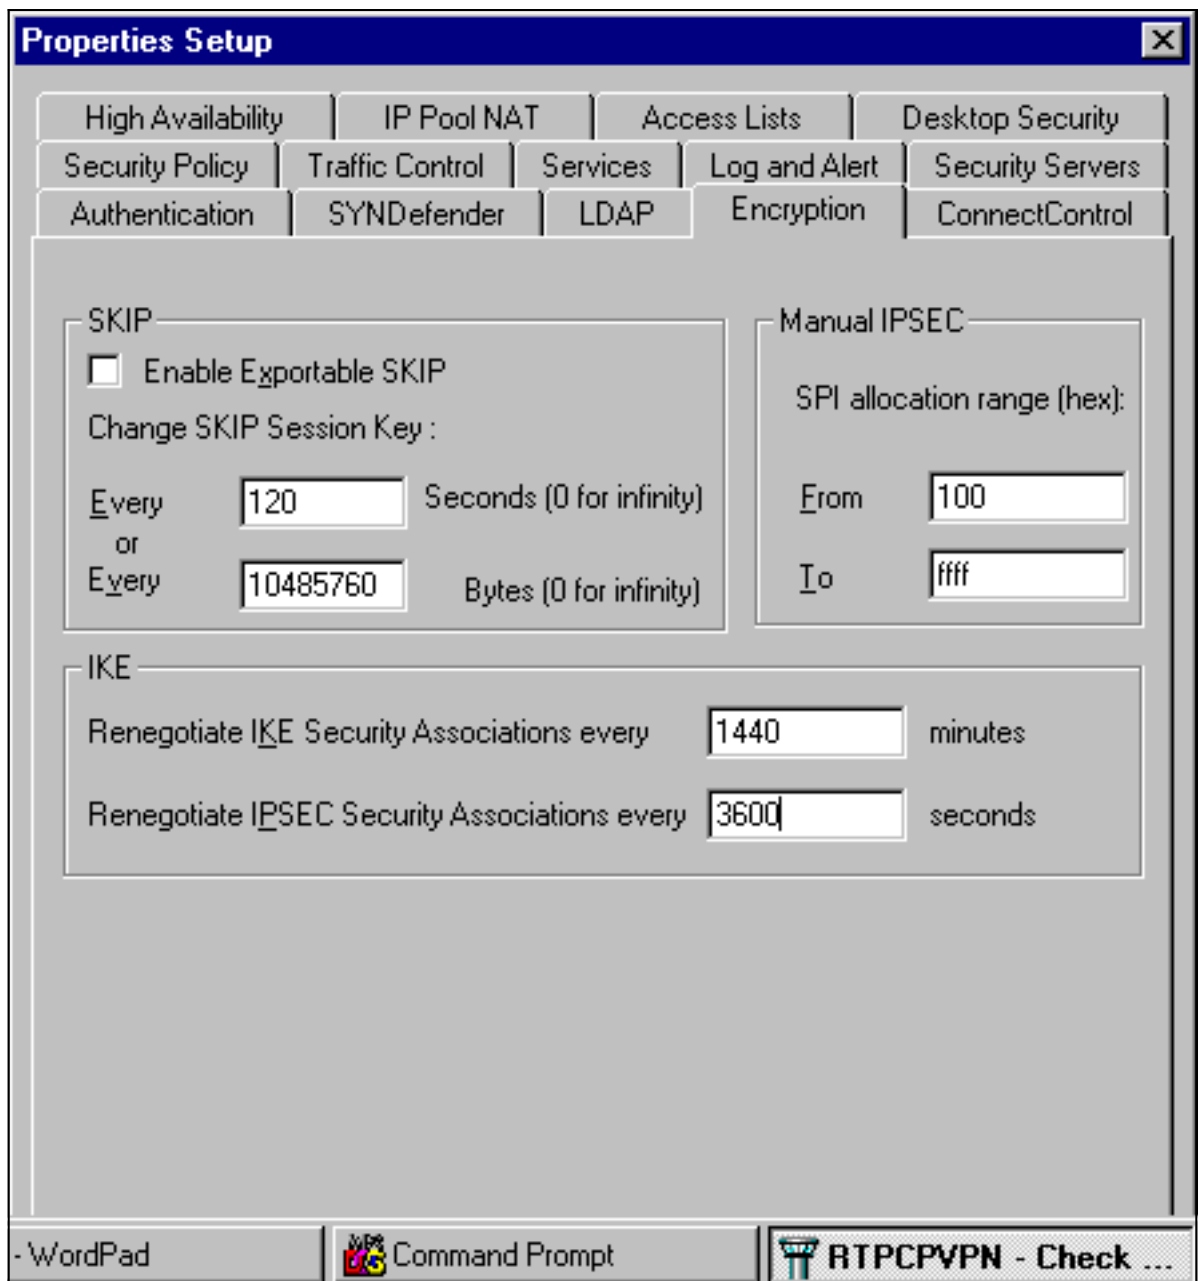 Properties Setup
High Availability IP Pool NAT Access Lists Desktop Security
Security Policy Traffic Control Services Log and Alert Security Servers
Authentication SYNDefender LDAP Encryption ConnectControl
SKIP
Enable Exportable SKIP
Change SKIP Session Key :
Every 120 Seconds (0 for infinity)
or
Every 10485760 Bytes (0 for infinity)
Manual IPSEC
SPI allocation range (hex):
From 100
To ffff
IKE
Renegotiate IKE Security Associations every 1440 minutes
Renegotiate IPSEC Security Associations every 3600 seconds
- WordPad Command Prompt RTPCPVPN - Check ...